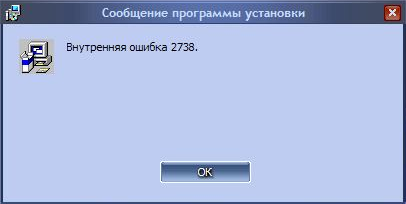 Сообщение программы установки
Внутренняя ошибка 2738.
OK